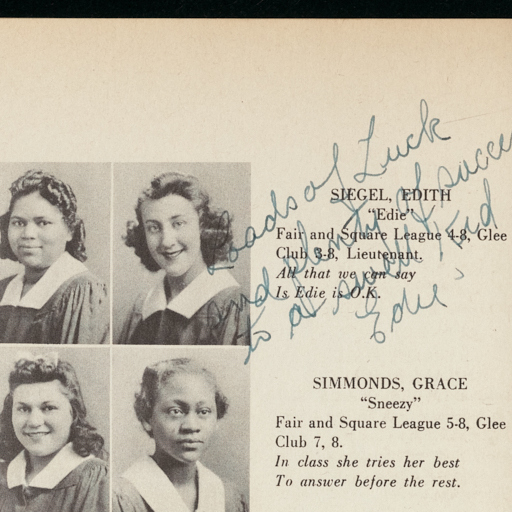 Loads of Luck
and plenty of success
to a swell kid
Edie
SIEGEL, EDITH
"Edie"
Fair and Square League 4-8, Glee
Club 3-8, Lieutenant.
All that we can say
Is Edie is O.K.
SIMMONDS, GRACE
"Sneezy"
Fair and Square League 5-8, Glee
Club 7, 8.
In class she tries her best
To answer before the rest.